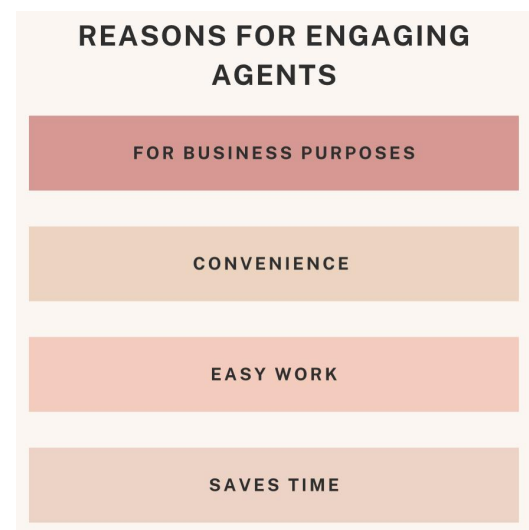 REASONS FOR ENGAGING
AGENTS
FOR BUSINESS PURPOSES
CONVENIENCE
EASY WORK
SAVES TIME